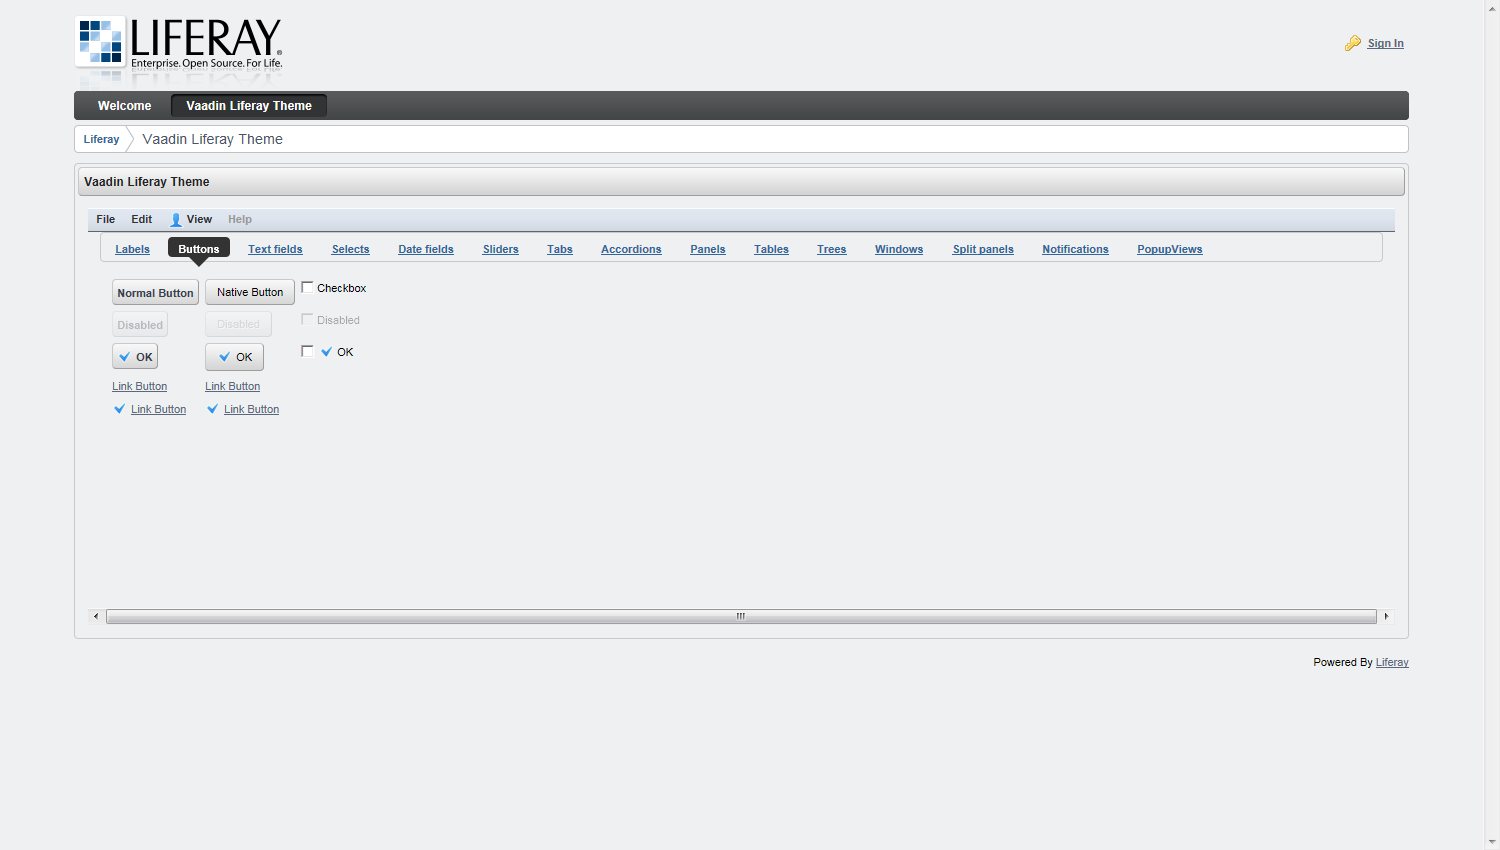 LIFERAY®
Enterprise. Open Source. For Life.
Sign In
Welcome Vaadin Liferay Theme
Liferay Vaadin Liferay Theme
Vaadin Liferay Theme
File Edit View Help
Labels Buttons Text fields Selects Date fields Sliders Tabs Accordions Panels Tables Trees Windows Split panels Notifications PopupViews
Normal Button Native Button Checkbox
Disabled Disabled Disabled
OK OK OK
Link Button Link Button
Link Button Link Button
Powered By Liferay